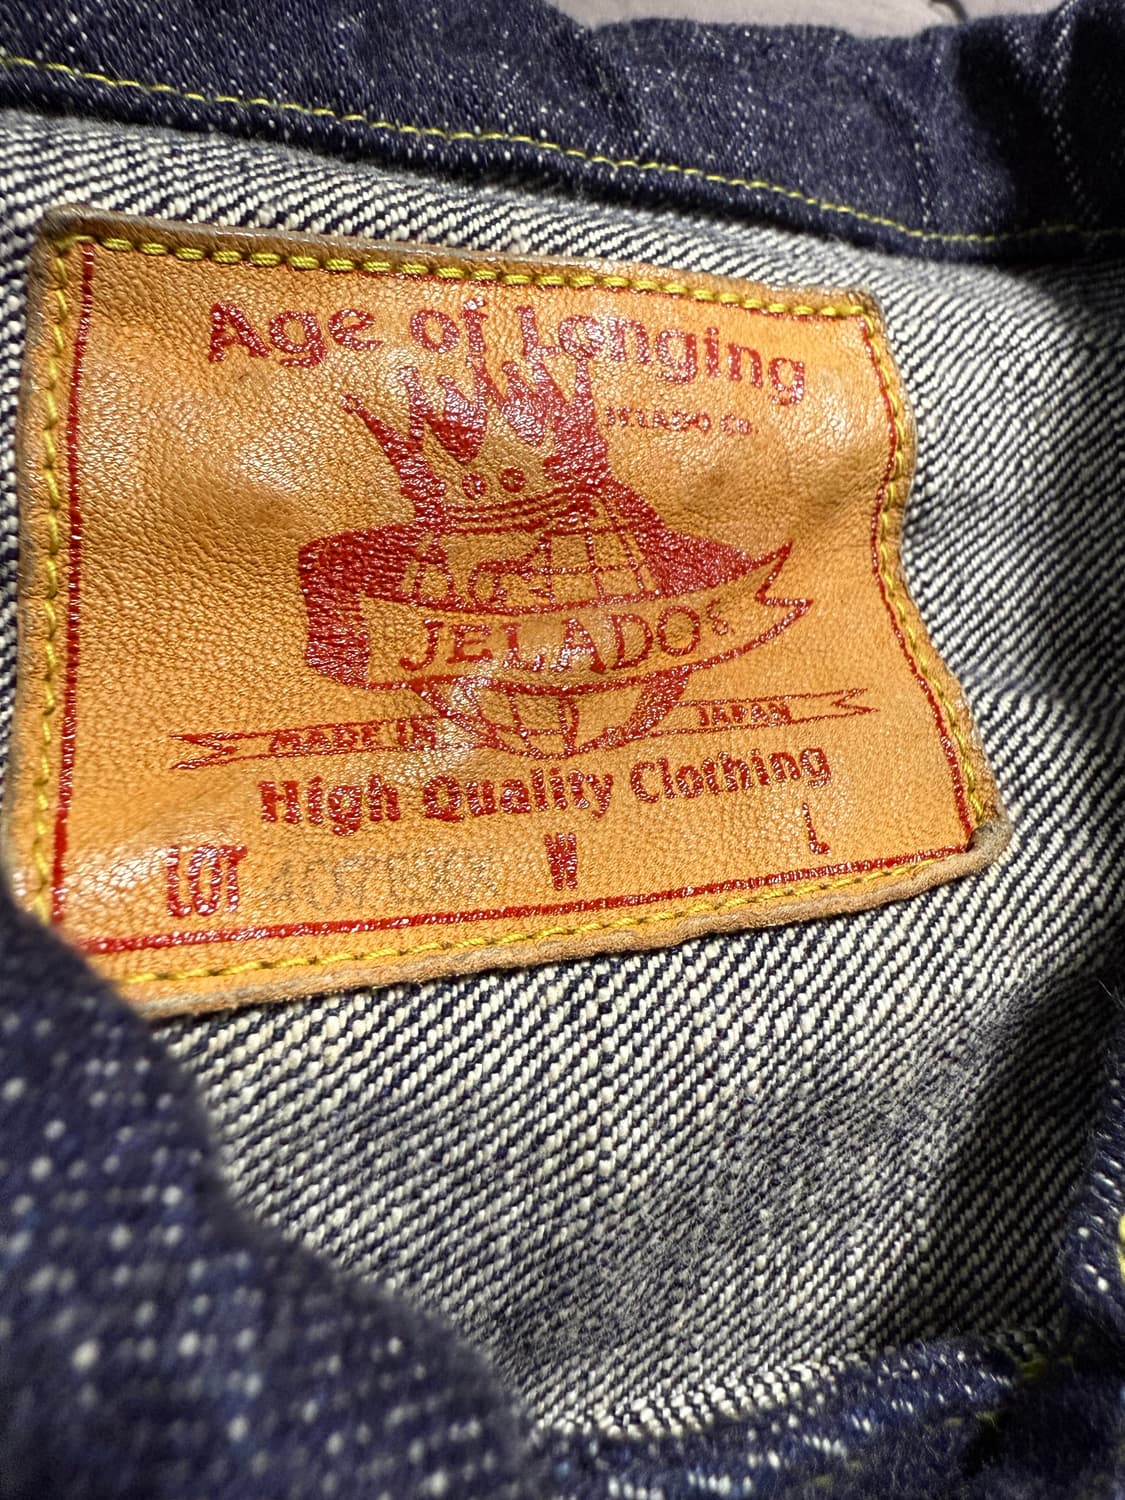 Age of Longing
JELADO CO.
JELADO
MADE IN JAPAN
High Quality Clothing
LOT W L